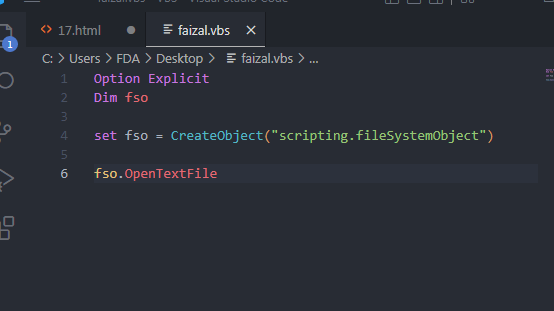 faizal.vbs - VBS - Visual Studio Code
17.html
faizal.vbs
C: > Users > FDA > Desktop > faizal.vbs > ...
1 Option Explicit
2 Dim fso
3
4 set fso = CreateObject("scripting.fileSystemObject")
5
6 fso.OpenTextFile
1